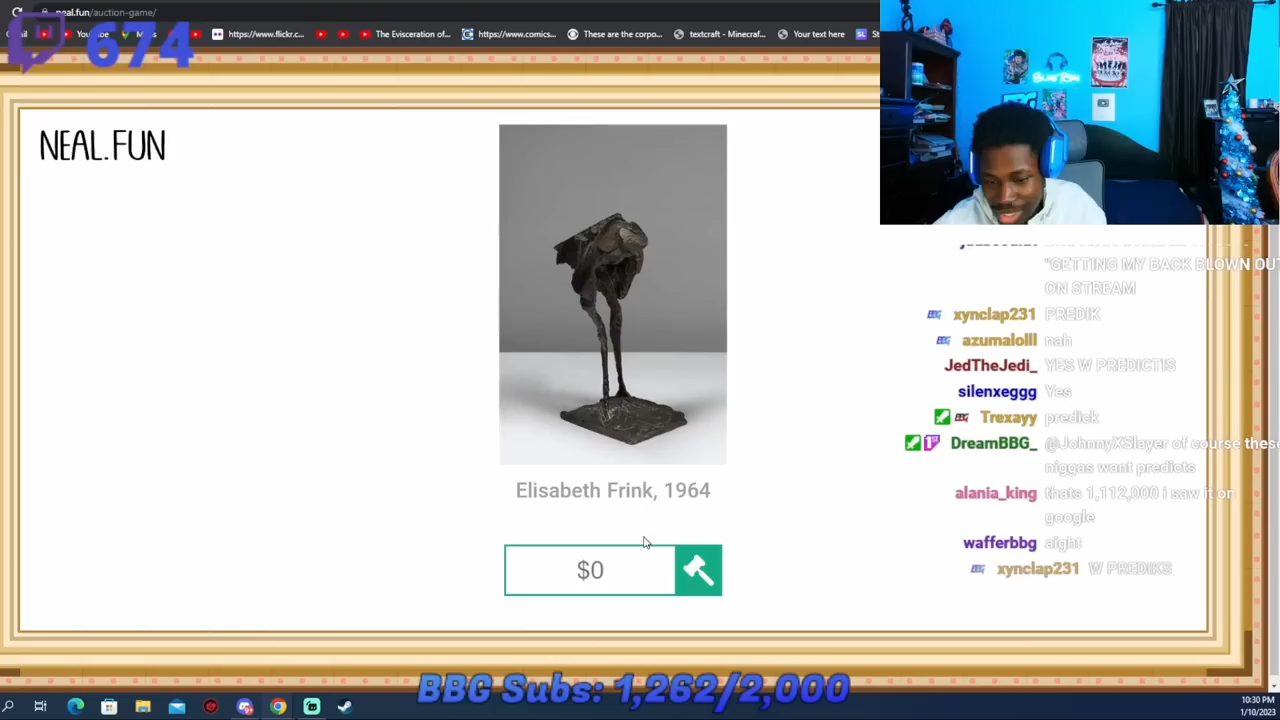 neal.fun/auction-game/
https://www.flickr.c...
The Evisceration of...
https://www.comics...
These are the corpo...
textcraft - Minecraf...
Your text here
674
NEAL.FUN
Elisabeth Frink, 1964
$0
"GETTING MY BACK BLOWN OUT
ON STREAM
xynclap231 PREDIK
azumalolll nah
JedTheJedi_ YES W PREDICTIS
silenxeggg Yes
Trexayy predick
DreamBBG_ @JohnnyXSlayer of course these
niggas want predicts
alania_king thats 1,112,000 i saw it on
google
wafferbbg aight
xynclap231 W PREDIKS
BBG Subs: 1,262/2,000
10:30 PM
1/10/2023